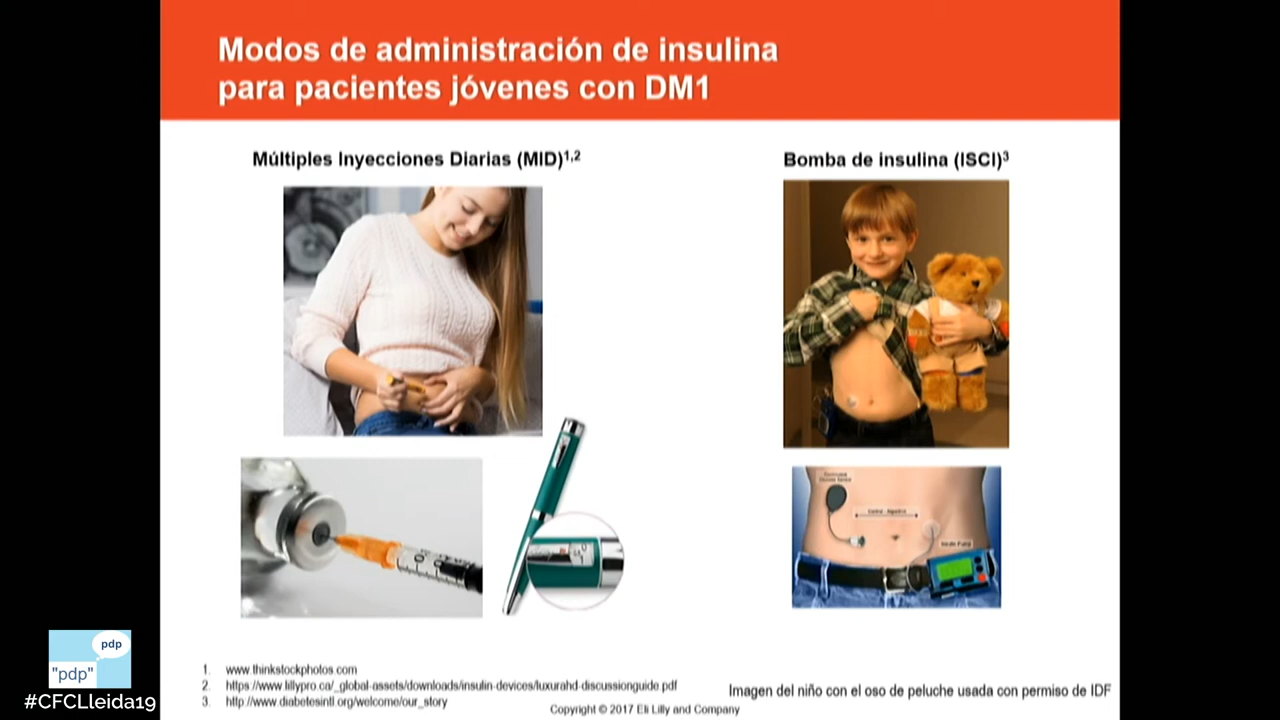 Modos de administración de insulina
para pacientes jóvenes con DM1
Múltiples Inyecciones Diarias (MID)1,2
Bomba de insulina (ISCI)3
Insulin Pump
1. www.thinkstockphotos.com
2. https://www.lillypro.ca/_global-assets/downloads/insulin-devices/luxurahd-discussionguide.pdf
3. http://www.diabetesintl.org/welcome/our_story
Imagen del niño con el oso de peluche usada con permiso de IDF
Copyright © 2017 Eli Lilly and Company
pdp
"pdp"
#CFCLleida19